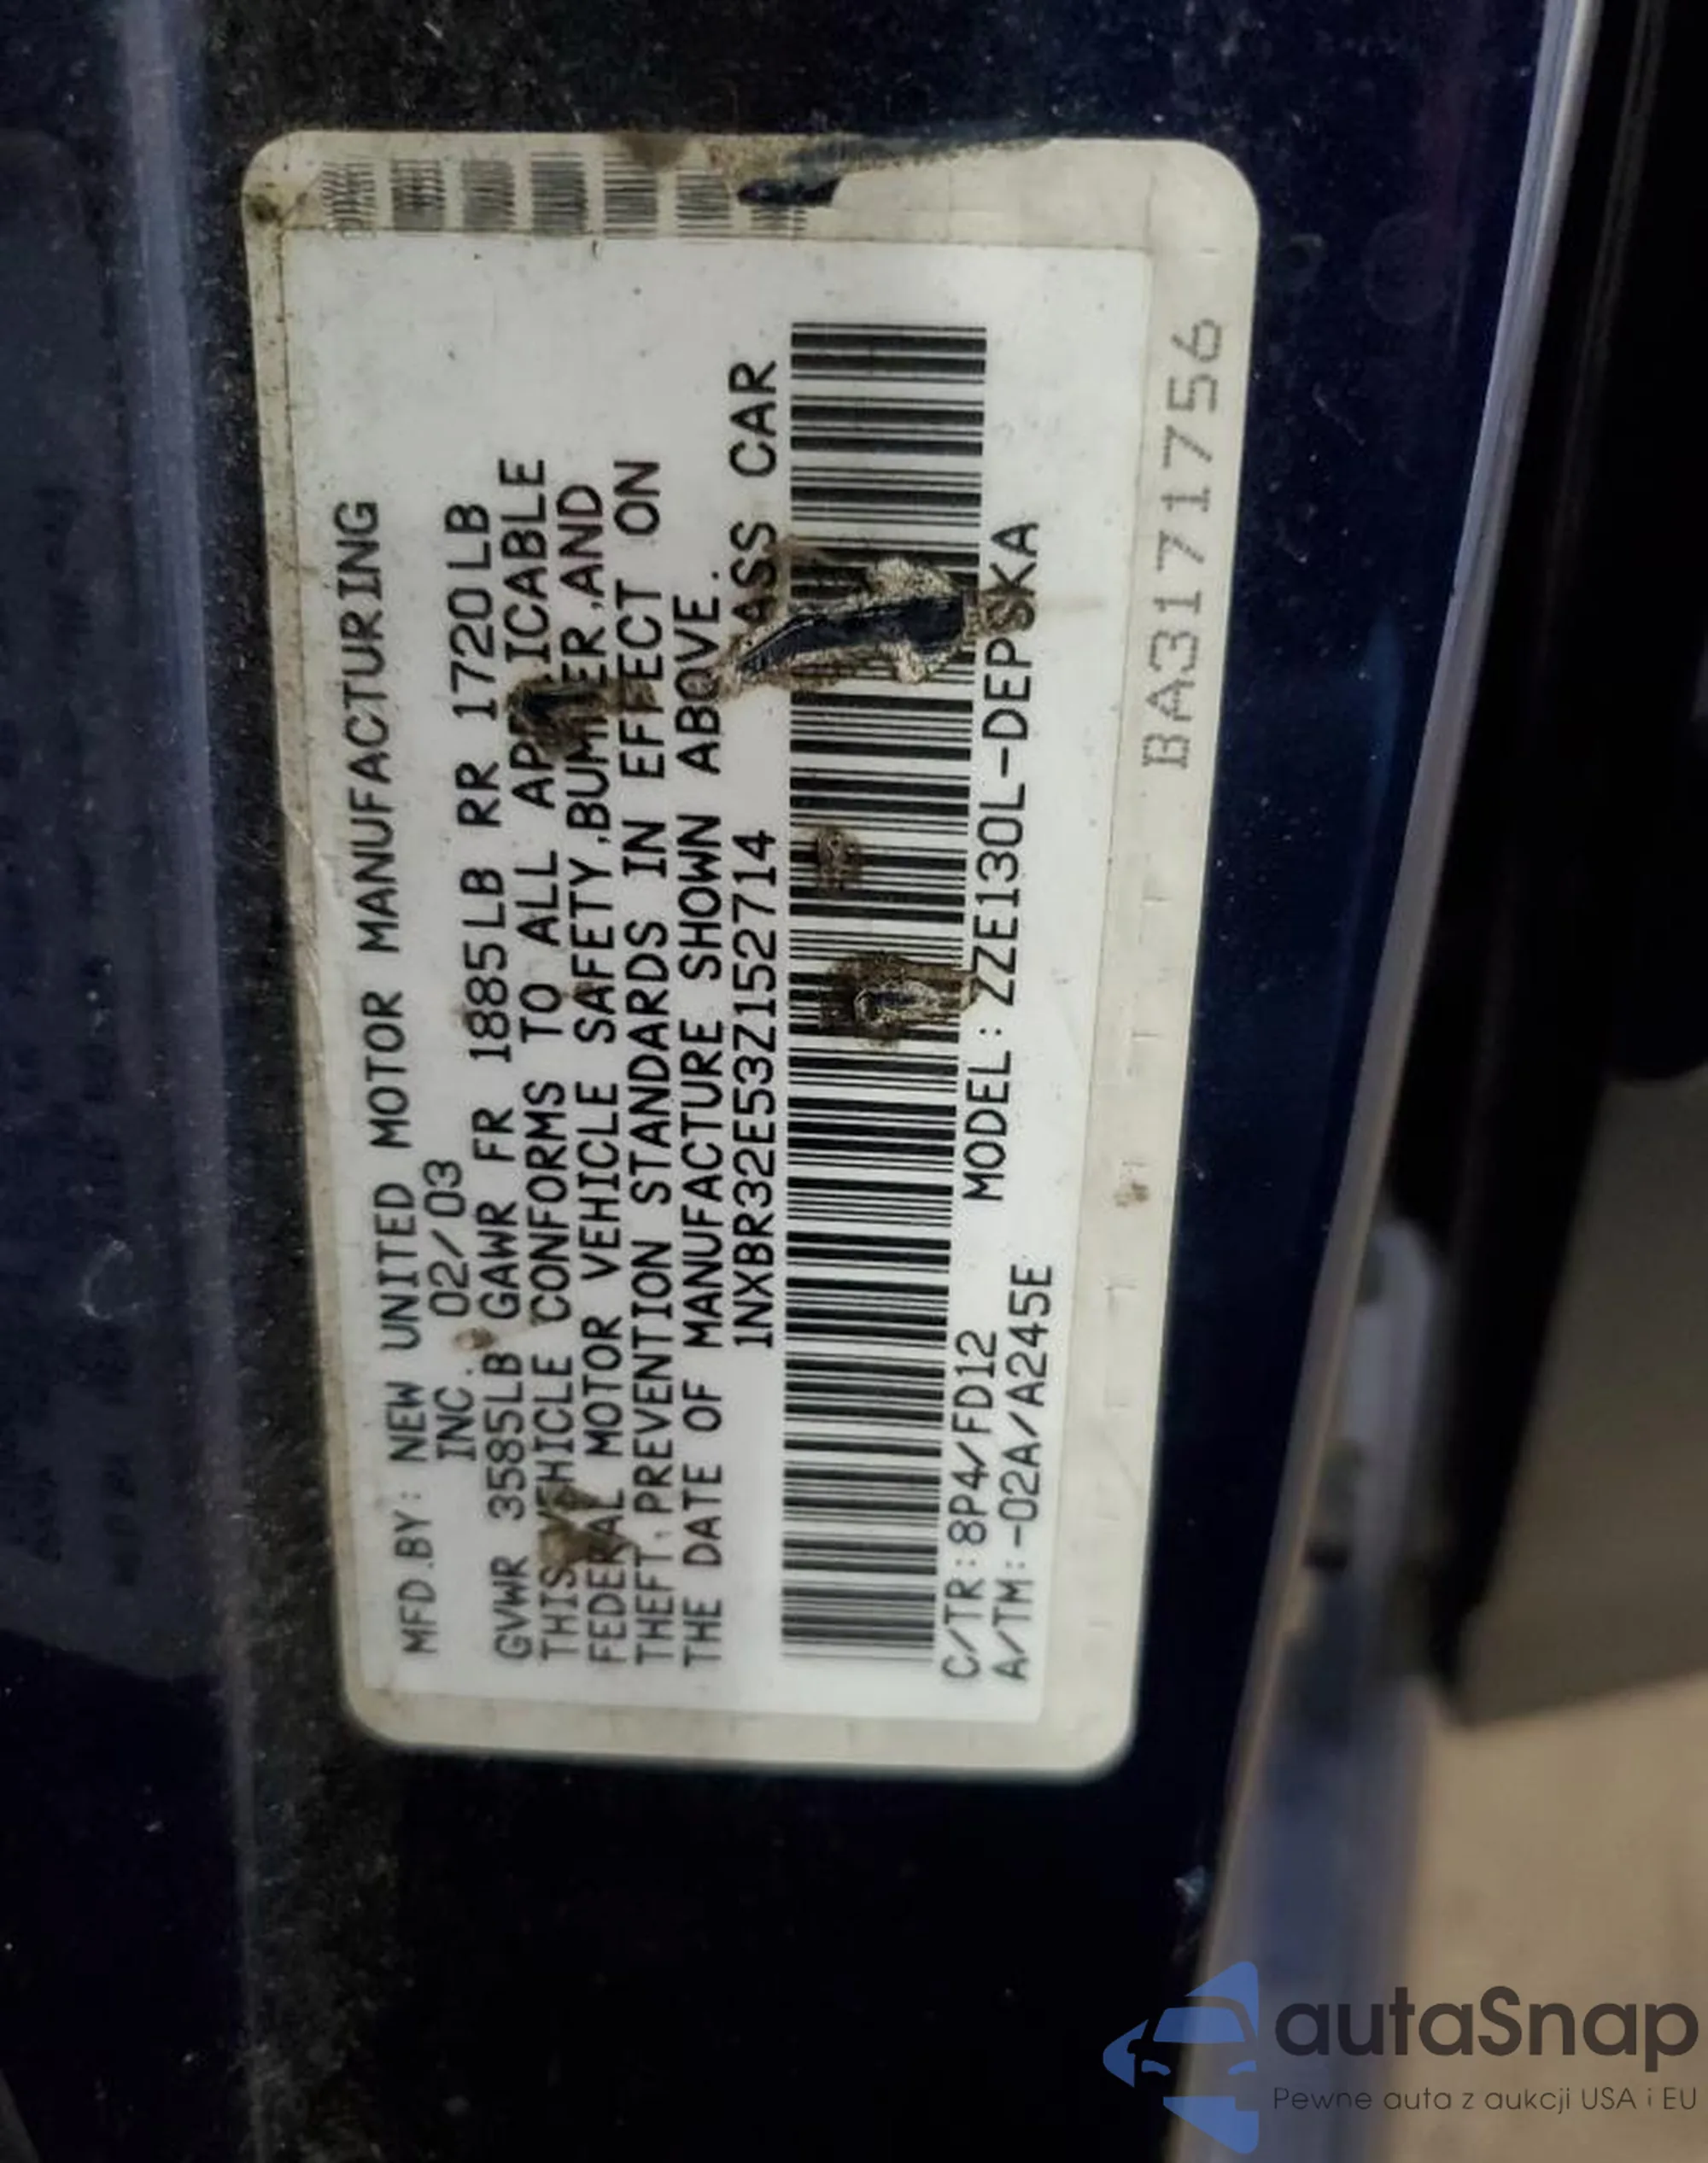 MFD.BY: NEW UNITED MOTOR MANUFACTURING
INC. 02/03
GVWR 3585LB GAWR FR 1885LB RR 1720LB
THIS VEHICLE CONFORMS TO ALL APPLICABLE
FEDERAL MOTOR VEHICLE SAFETY,BUMPER,AND
THEFT PREVENTION STANDARDS IN EFFECT ON
THE DATE OF MANUFACTURE SHOWN ABOVE.
1NXBR32E53Z152714 CAR
C/TR:8P4/FD12 MODEL: ZZE130L-DEPSKA
A/TM:-02A/A245E
BA3171756
autaSnap
Pewne auta z aukcji USA i EU